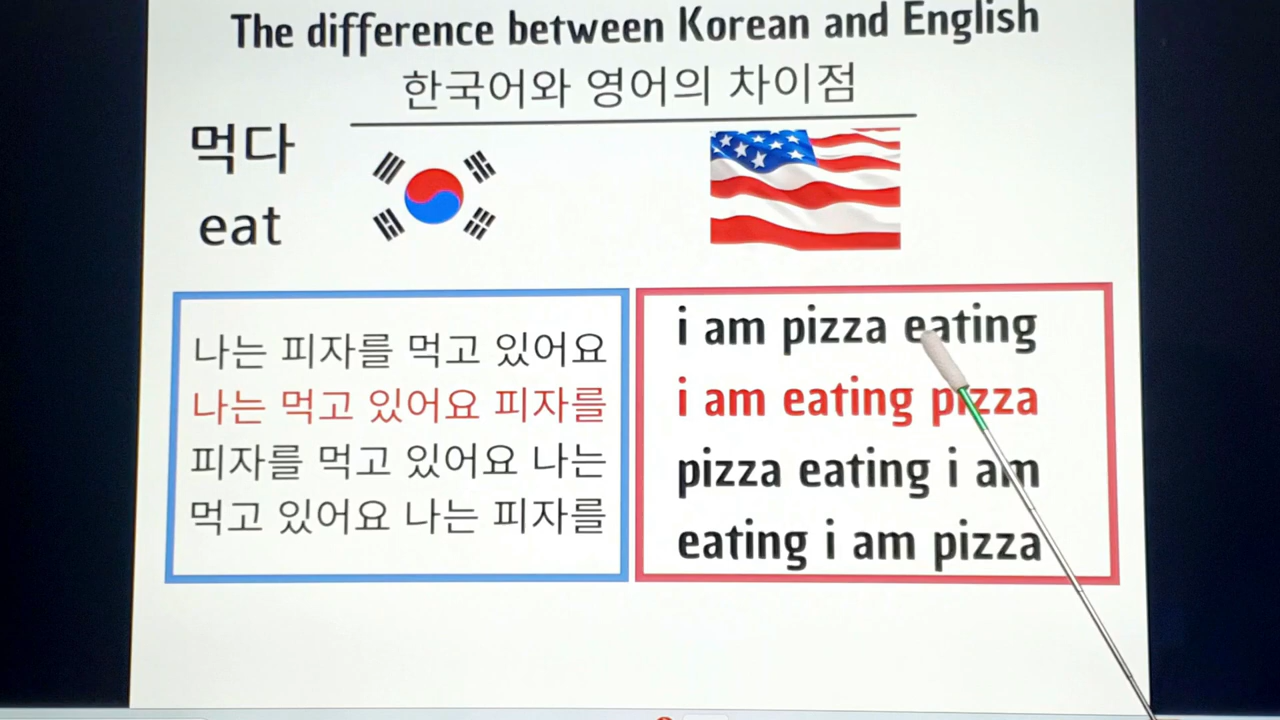 The difference between Korean and English
한국어와 영어의 차이점
먹다
eat
나는 피자를 먹고 있어요
나는 먹고 있어요 피자를
피자를 먹고 있어요 나는
먹고 있어요 나는 피자를
i am pizza eating
i am eating pizza
pizza eating i am
eating i am pizza